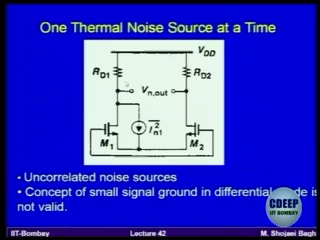 One Thermal Noise Source at a Time
VDD
RD1
Vn,out
RD2
In1²
M1
M2
• Uncorrelated noise sources
• Concept of small signal ground in differential
not valid.
CDEEP
IIT BOMBAY
IIT-Bombay
Lecture 42
M. Shojaei Bagh